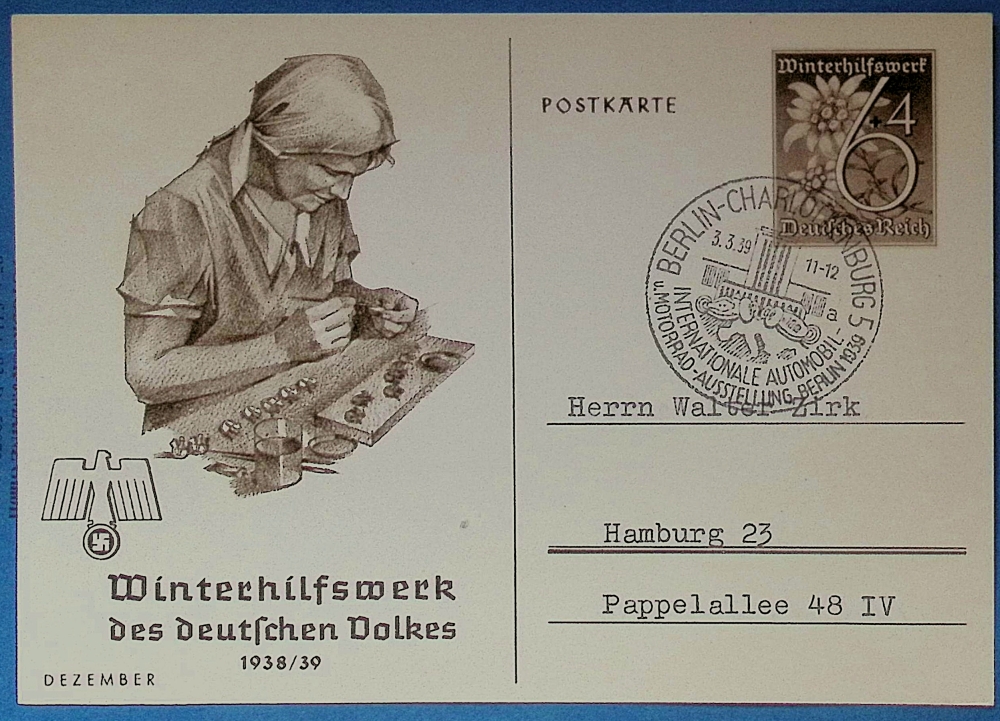 POSTKARTE
Winterhilfswerk
6+4
Deutsches Reich
BERLIN-CHARLOTTENBURG 5
3.3.39
11-12
a
INTERNATIONALE AUTOMOBIL-
u. MOTORRAD-AUSSTELLUNG BERLIN 1939
Herrn Walter Zirk
Hamburg 23
Pappelallee 48 IV
Winterhilfswerk
des deutschen Volkes
1938/39
DEZEMBER